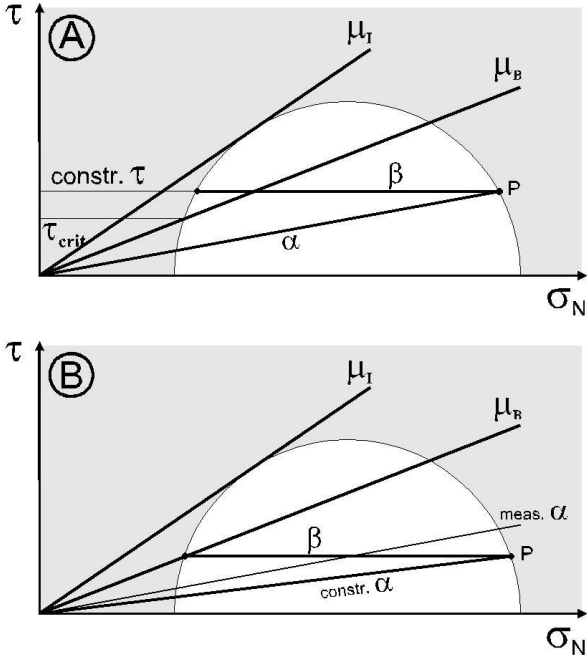 τ
A
μI
μB
constr. τ
β
P
τcrit
α
σN
τ
B
μI
μB
meas. α
β
P
constr. α
σN